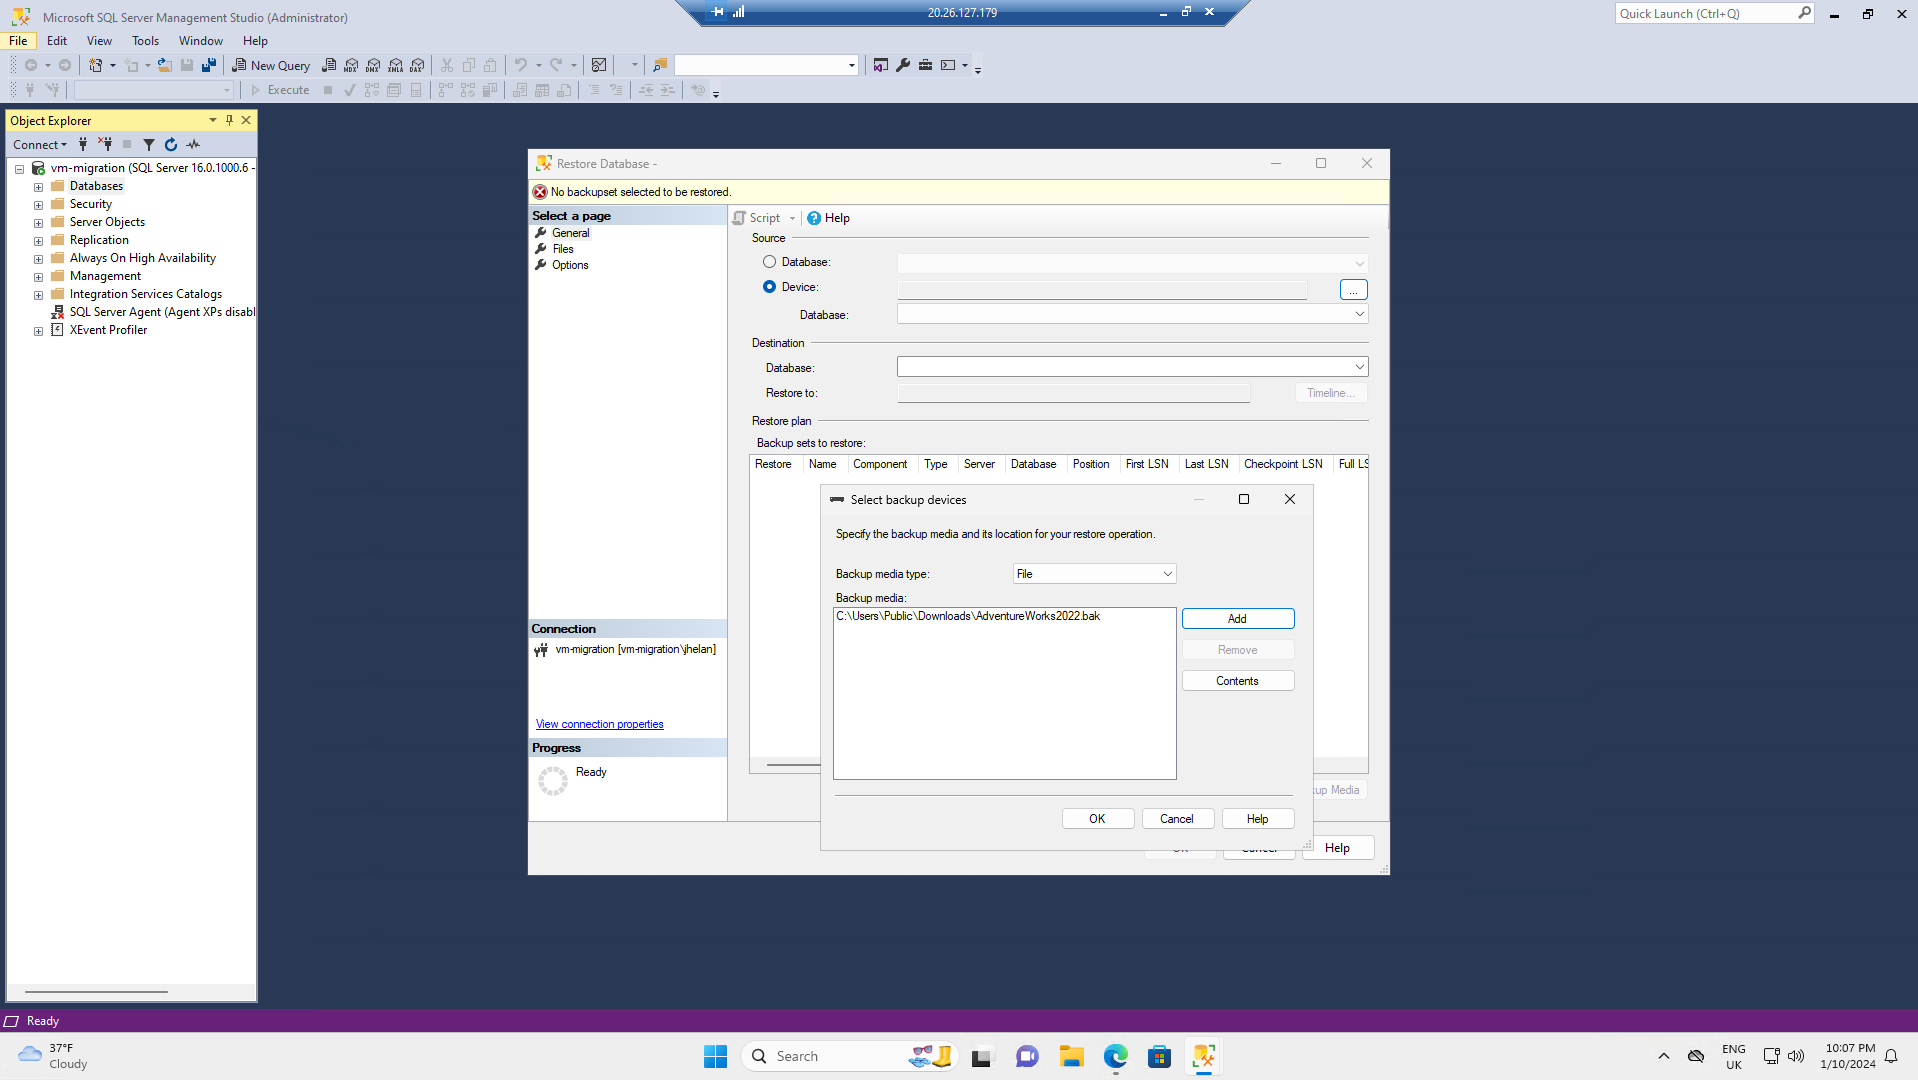 Microsoft SQL Server Management Studio (Administrator)
20.26.127.179
Quick Launch (Ctrl+Q)
File Edit View Tools Window Help
New Query
MDX DMX XMLA DAX
Execute
Object Explorer
Connect
vm-migration (SQL Server 16.0.1000.6 -
Databases
Security
Server Objects
Replication
Always On High Availability
Management
Integration Services Catalogs
SQL Server Agent (Agent XPs disabl
XEvent Profiler
Restore Database -
No backupset selected to be restored.
Select a page
General
Files
Options
Script Help
Source
Database:
Device:
...
Database:
Destination
Database:
Restore to:
Timeline...
Restore plan
Backup sets to restore:
Restore Name Component Type Server Database Position First LSN Last LSN Checkpoint LSN Full LS
Select backup devices
Specify the backup media and its location for your restore operation.
Backup media type:
File
Backup media:
C:\Users\Public\Downloads\AdventureWorks2022.bak
Add
Remove
Contents
OK Cancel Help
Connection
vm-migration [vm-migration\jhelan]
View connection properties
Progress
Ready
up Media
OK Cancel Help
Ready
37°F
Cloudy
Search
ENG
UK
10:07 PM
1/10/2024